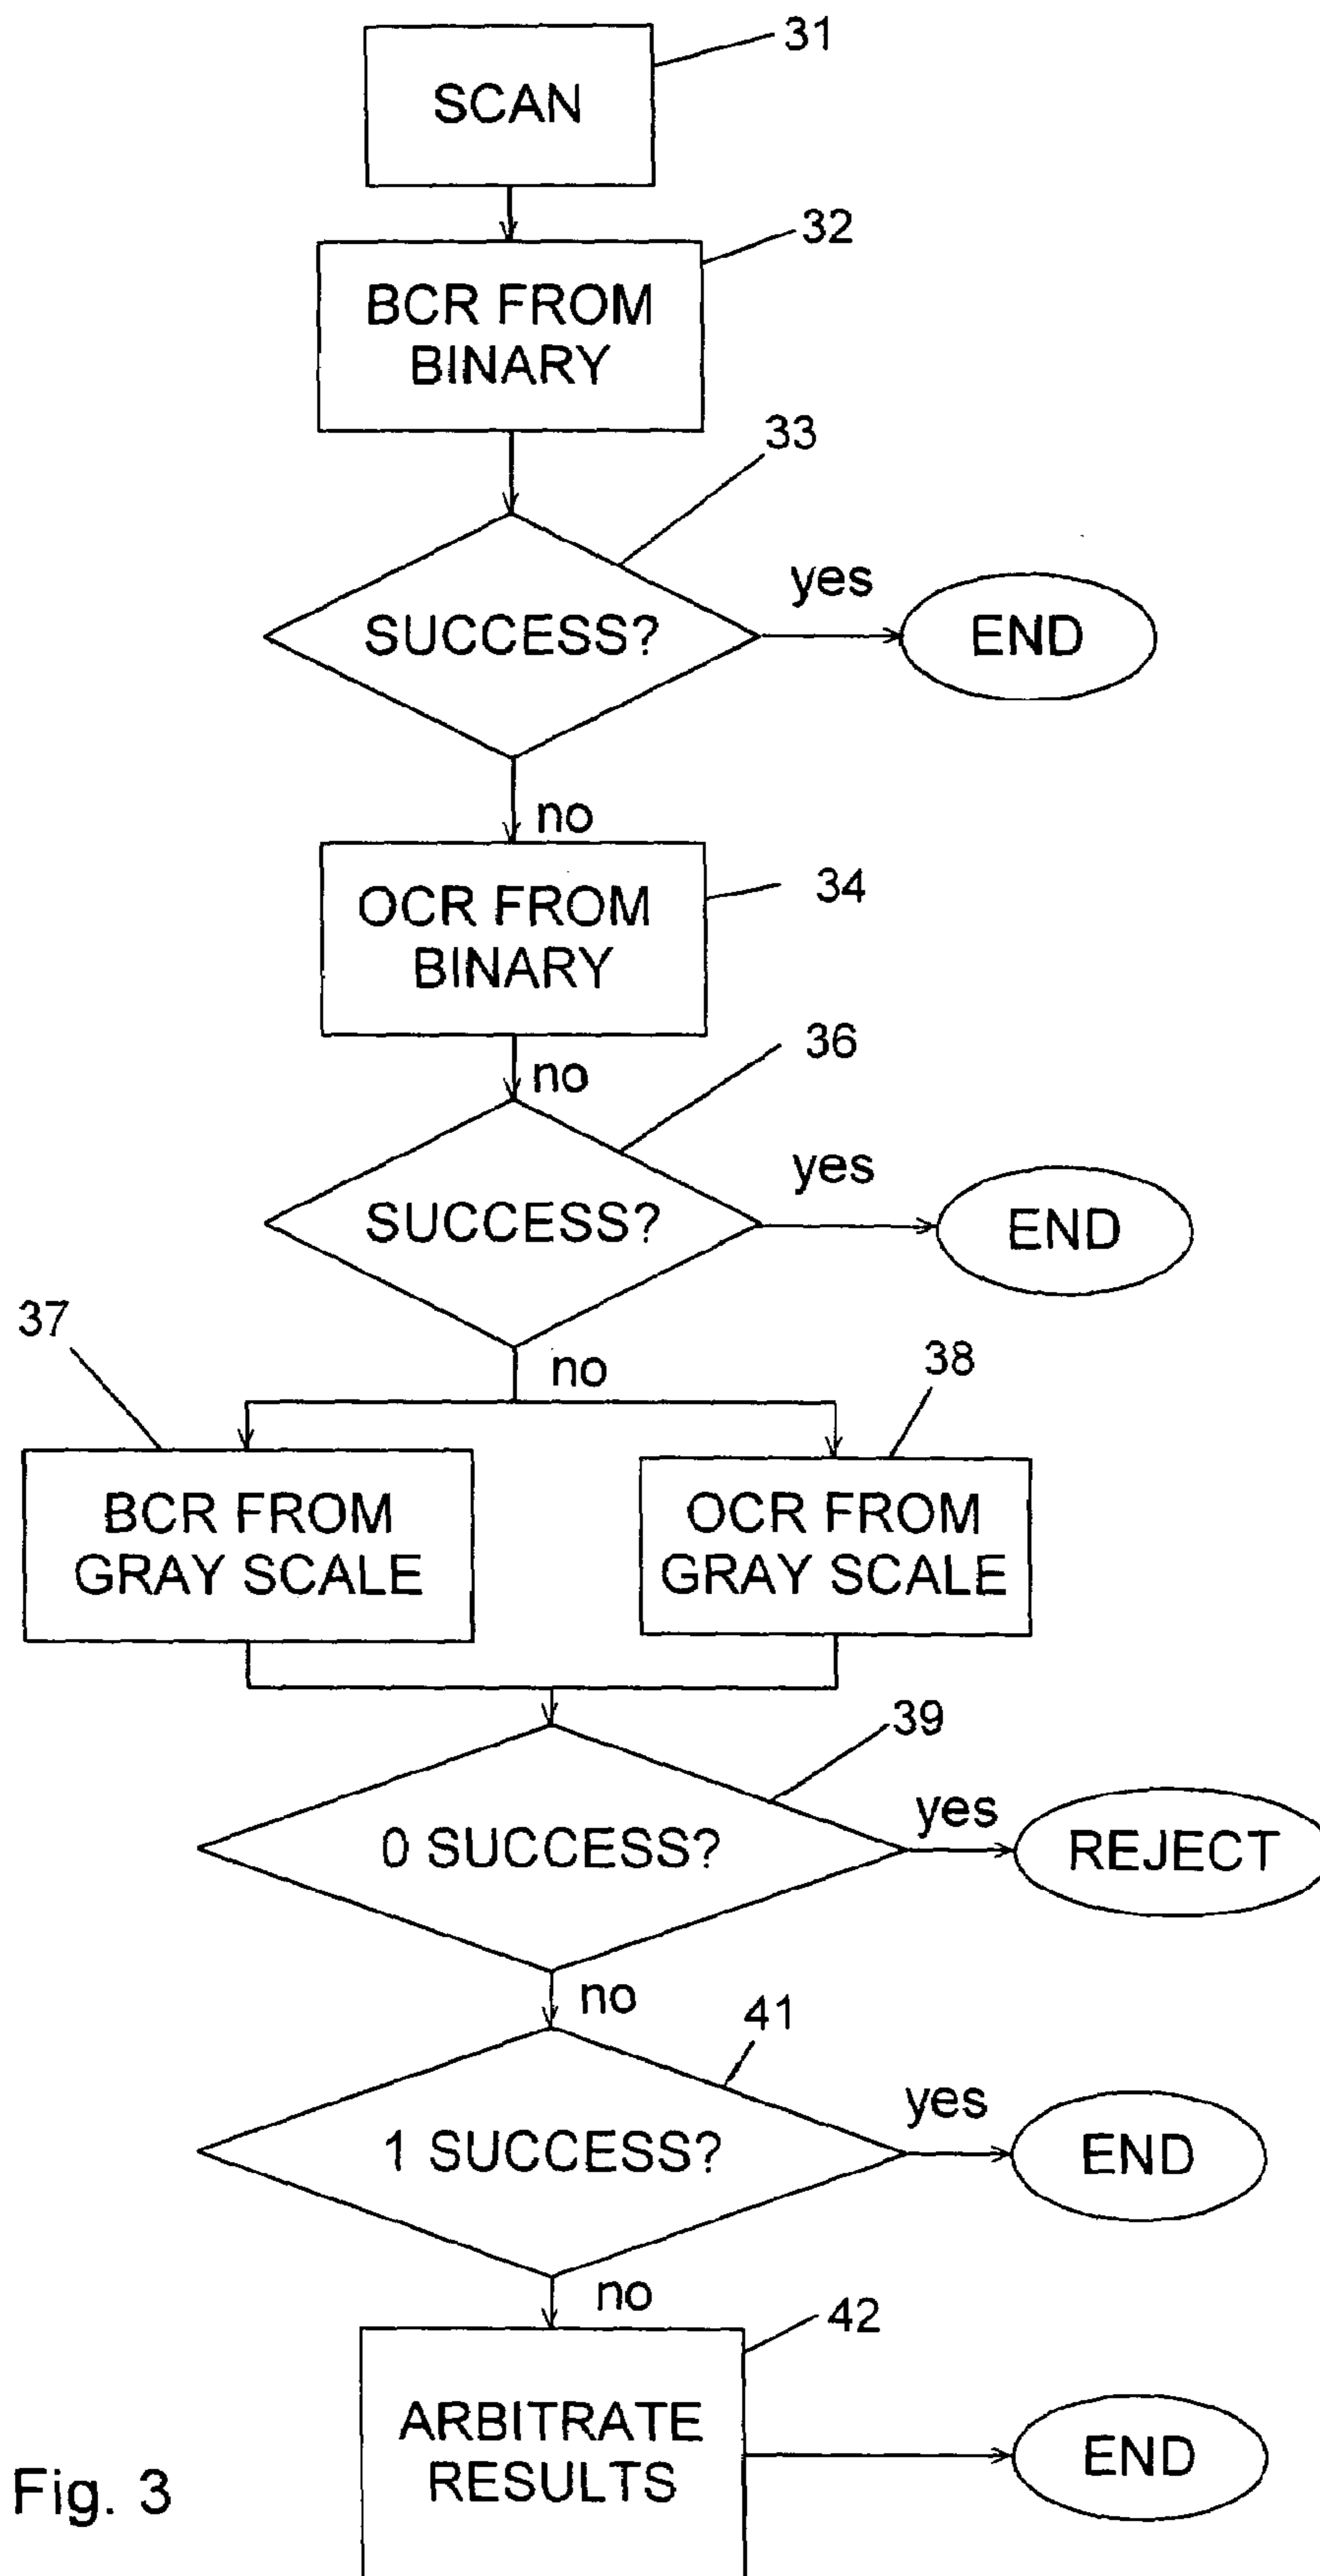 31
SCAN
32
BCR FROM
BINARY
33
SUCCESS?
yes
END
no
34
OCR FROM
BINARY
36
no
SUCCESS?
yes
END
no
37
38
BCR FROM
GRAY SCALE
OCR FROM
GRAY SCALE
39
0 SUCCESS?
yes
REJECT
no
41
1 SUCCESS?
yes
END
no
42
ARBITRATE
RESULTS
END
Fig. 3